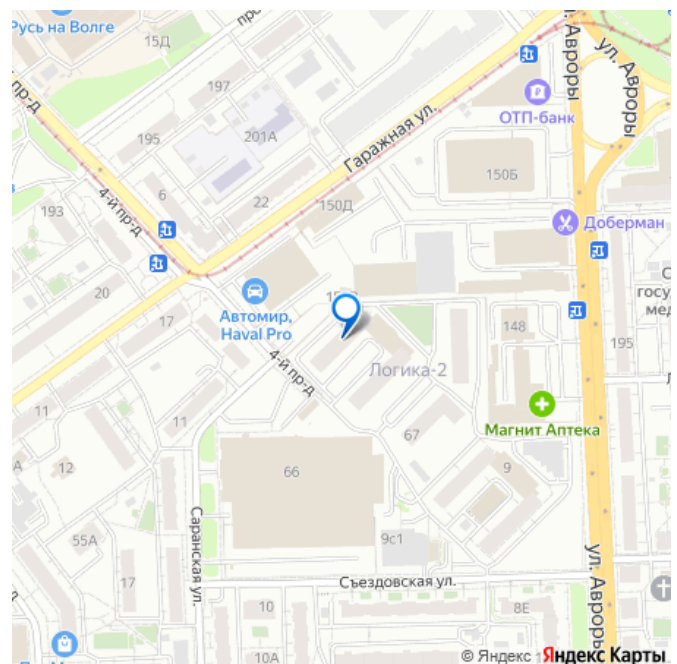 Русь на Волге
15Д
197
195
201А
Гаражная ул.
ул. Авроры
ул. Авроры
ОТП-банк
150Б
4-й пр-д
6
193
22
150Д
Доберман
20
17
Автомир,
Haval Pro
148
195
4-й пр-д
Логика-2
11
11
67
Магнит Аптека
12
66
9
55А
Саранская ул.
9с1
17
Съездовская ул.
ул. Авроры
10
8Е
10А
© Яндекс Яндекс Карты